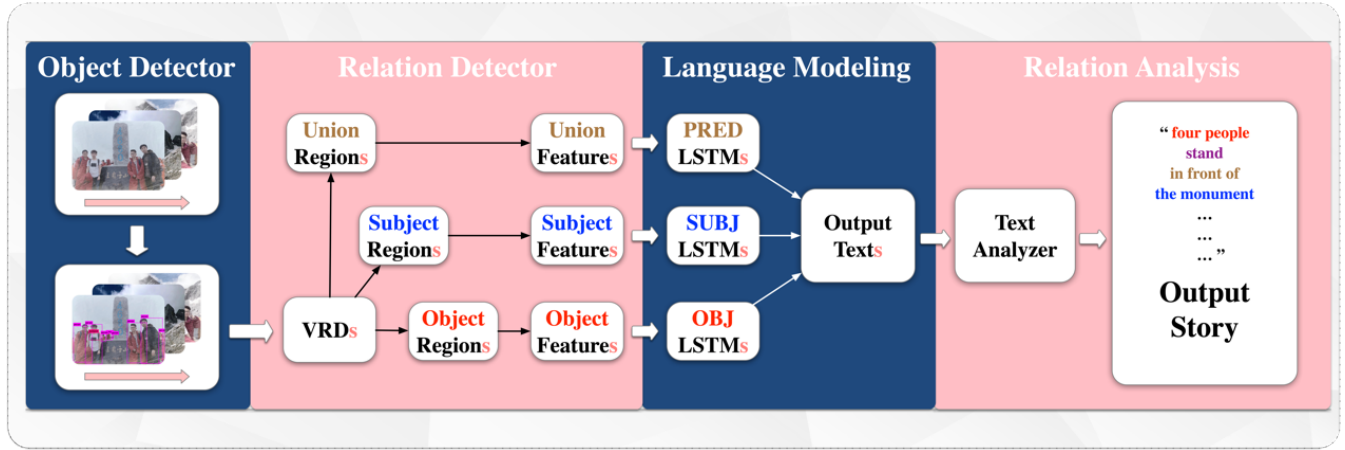 Object Detector
Relation Detector
Language Modeling
Relation Analysis
Union
Regions
Union
Features
PRED
LSTMs
Subject
Regions
Subject
Features
SUBJ
LSTMs
VRDs
Object
Regions
Object
Features
OBJ
LSTMs
Output
Texts
Text
Analyzer
“ four people
stand
in front of
the monument
...
...
... ”
Output
Story